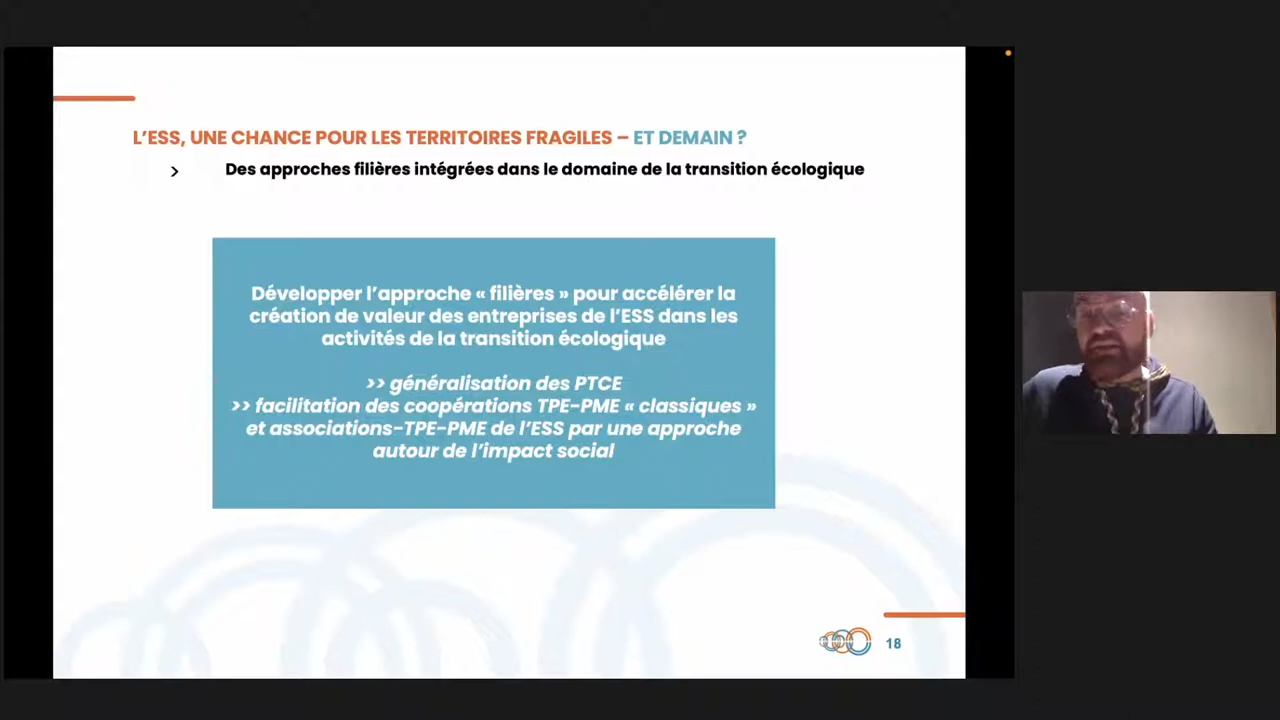 L’ESS, UNE CHANCE POUR LES TERRITOIRES FRAGILES – ET DEMAIN ?
> Des approches filières intégrées dans le domaine de la transition écologique
Développer l’approche « filières » pour accélérer la
création de valeur des entreprises de l’ESS dans les
activités de la transition écologique
>> généralisation des PTCE
>> facilitation des coopérations TPE-PME « classiques »
et associations-TPE-PME de l’ESS par une approche
autour de l’impact social
18